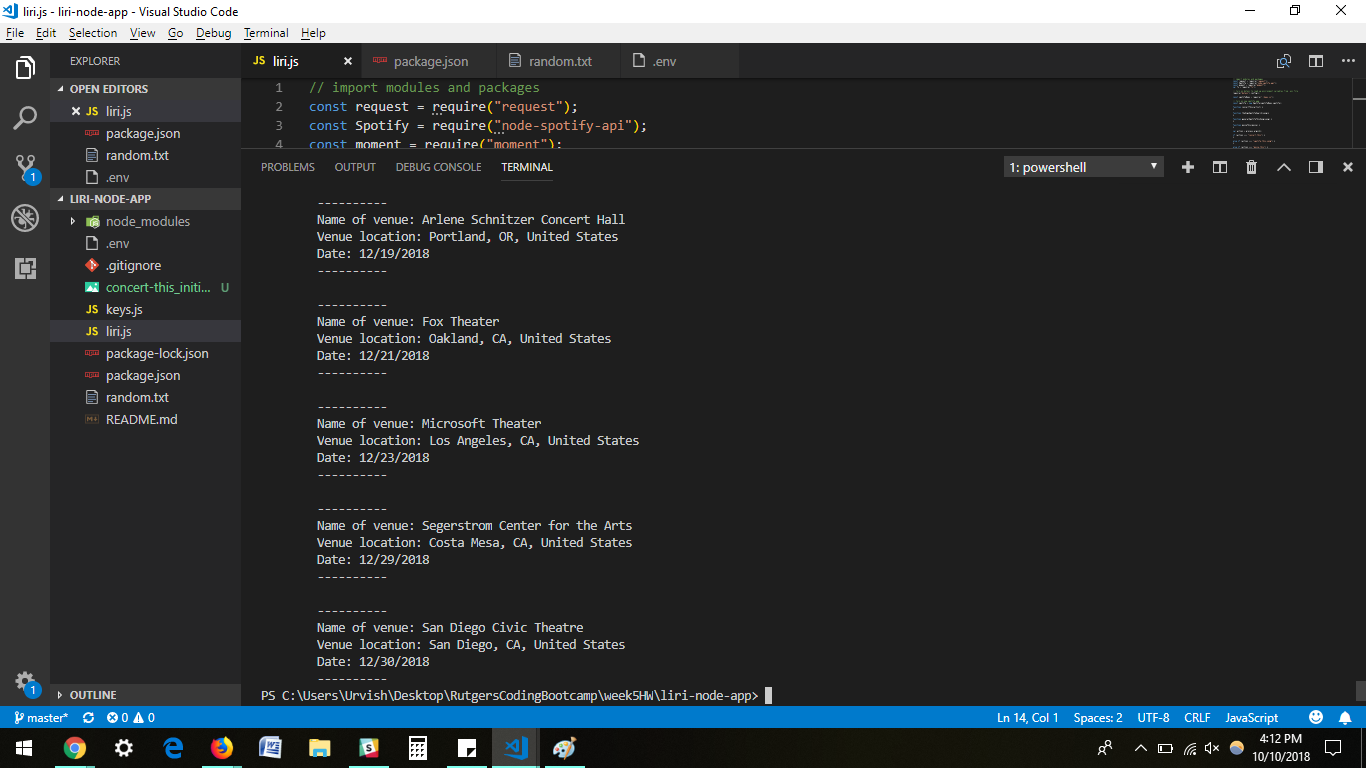 liri.js - liri-node-app - Visual Studio Code
File Edit Selection View Go Debug Terminal Help
EXPLORER
OPEN EDITORS
JS liri.js
package.json
random.txt
.env
LIRI-NODE-APP
node_modules
.env
.gitignore
concert-this_initi... U
JS keys.js
JS liri.js
package-lock.json
package.json
random.txt
README.md
OUTLINE
1
1
JS liri.js package.json random.txt .env
1 // import modules and packages
2 const request = require("request");
3 const Spotify = require("node-spotify-api");
4 const moment = require("moment");
PROBLEMS OUTPUT DEBUG CONSOLE TERMINAL 1: powershell
----------
Name of venue: Arlene Schnitzer Concert Hall
Venue location: Portland, OR, United States
Date: 12/19/2018
----------
----------
Name of venue: Fox Theater
Venue location: Oakland, CA, United States
Date: 12/21/2018
----------
----------
Name of venue: Microsoft Theater
Venue location: Los Angeles, CA, United States
Date: 12/23/2018
----------
----------
Name of venue: Segerstrom Center for the Arts
Venue location: Costa Mesa, CA, United States
Date: 12/29/2018
----------
----------
Name of venue: San Diego Civic Theatre
Venue location: San Diego, CA, United States
Date: 12/30/2018
----------
PS C:\Users\Urvish\Desktop\RutgersCodingBootcamp\week5HW\liri-node-app>
master* 0 0 Ln 14, Col 1 Spaces: 2 UTF-8 CRLF JavaScript
4:12 PM
10/10/2018